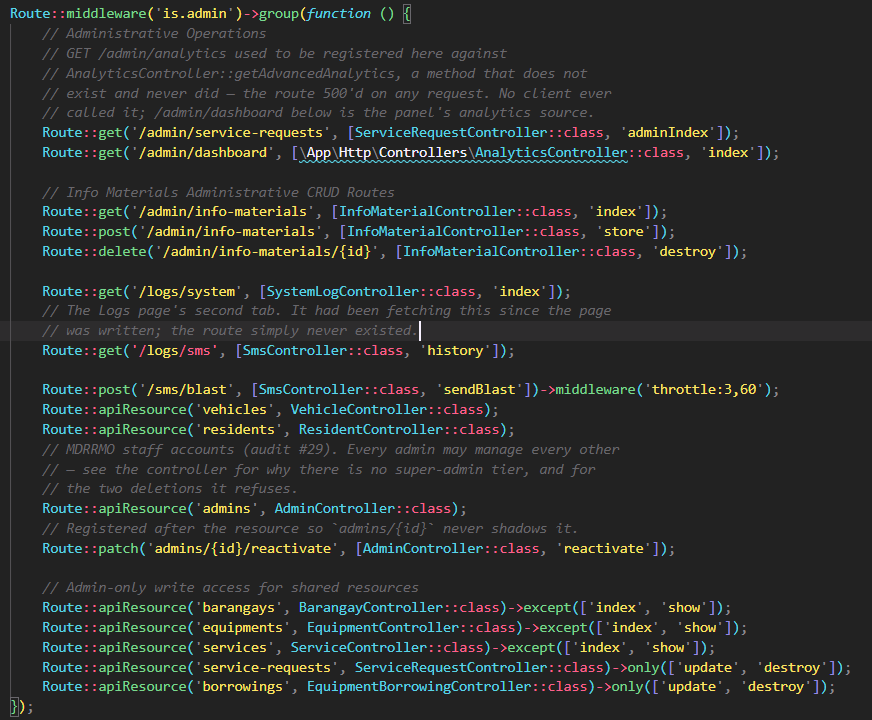 Route::middleware('is.admin')->group(function () {
// Administrative Operations
// GET /admin/analytics used to be registered here against
// AnalyticsController::getAdvancedAnalytics, a method that does not
// exist and never did — the route 500'd on any request. No client ever
// called it; /admin/dashboard below is the panel's analytics source.
Route::get('/admin/service-requests', [ServiceRequestController::class, 'adminIndex']);
Route::get('/admin/dashboard', [\App\Http\Controllers\AnalyticsController::class, 'index']);
// Info Materials Administrative CRUD Routes
Route::get('/admin/info-materials', [InfoMaterialController::class, 'index']);
Route::post('/admin/info-materials', [InfoMaterialController::class, 'store']);
Route::delete('/admin/info-materials/{id}', [InfoMaterialController::class, 'destroy']);
Route::get('/logs/system', [SystemLogController::class, 'index']);
// The Logs page's second tab. It had been fetching this since the page
// was written; the route simply never existed.
Route::get('/logs/sms', [SmsController::class, 'history']);
Route::post('/sms/blast', [SmsController::class, 'sendBlast'])->middleware('throttle:3,60');
Route::apiResource('vehicles', VehicleController::class);
Route::apiResource('residents', ResidentController::class);
// MDRRMO staff accounts (audit #29). Every admin may manage every other
// — see the controller for why there is no super-admin tier, and for
// the two deletions it refuses.
Route::apiResource('admins', AdminController::class);
// Registered after the resource so `admins/{id}` never shadows it.
Route::patch('admins/{id}/reactivate', [AdminController::class, 'reactivate']);
// Admin-only write access for shared resources
Route::apiResource('barangays', BarangayController::class)->except(['index', 'show']);
Route::apiResource('equipments', EquipmentController::class)->except(['index', 'show']);
Route::apiResource('services', ServiceController::class)->except(['index', 'show']);
Route::apiResource('service-requests', ServiceRequestController::class)->only(['update', 'destroy']);
Route::apiResource('borrowings', EquipmentBorrowingController::class)->only(['update', 'destroy']);
});